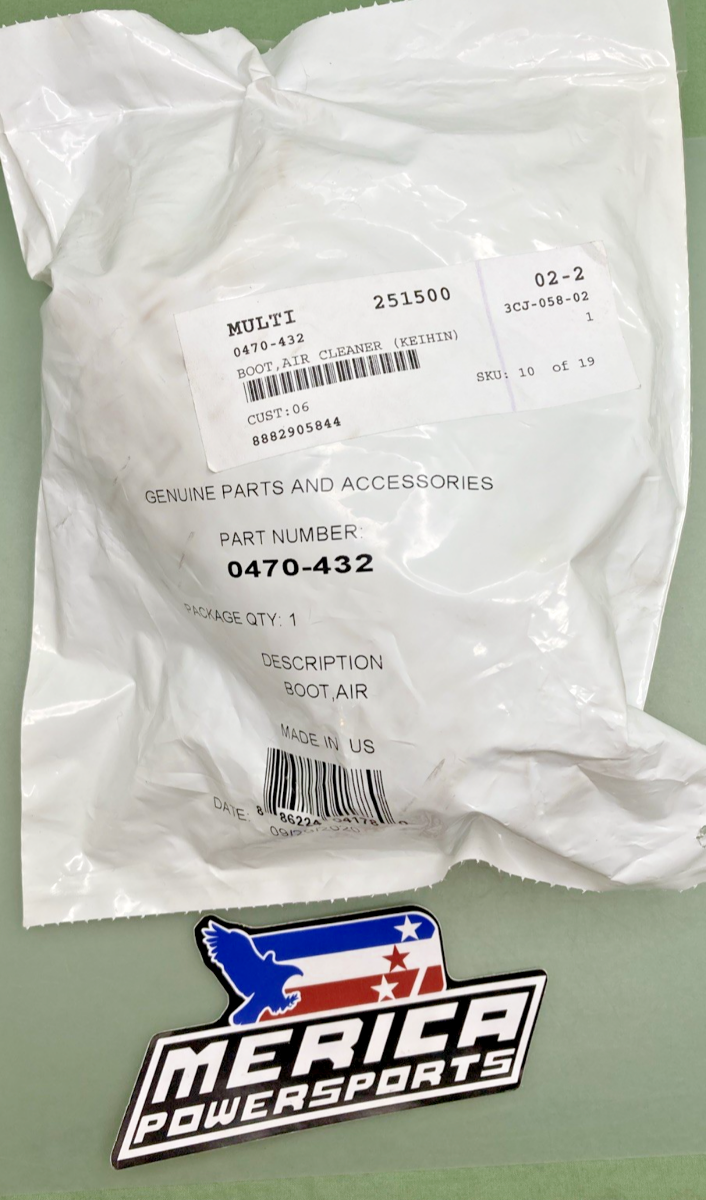 MULTI 251500 02-2
0470-432 3CJ-058-02
1
BOOT,AIR CLEANER (KEIHIN)
SKU: 10 of 19
CUST:06
8882905844
GENUINE PARTS AND ACCESSORIES
PART NUMBER:
0470-432
PACKAGE QTY: 1
DESCRIPTION
BOOT,AIR
MADE IN US
DATE: 8 86224
MERICA
POWERSPORTS